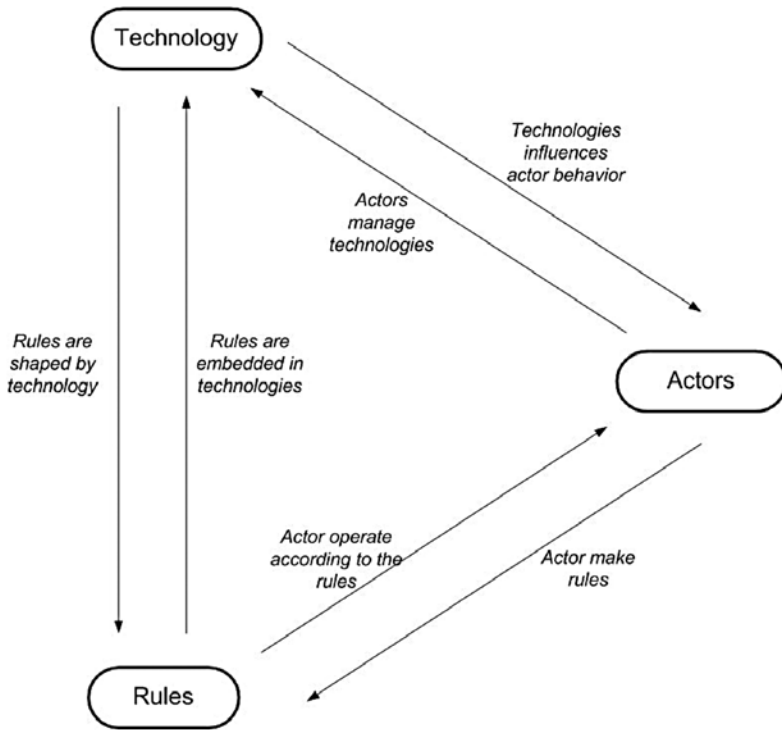 Technology
Technologies
influences
actor behavior
Actors
manage
technologies
Rules are
shaped by
technology
Rules are
embedded in
technologies
Actors
Actor operate
according to the
rules
Actor make
rules
Rules